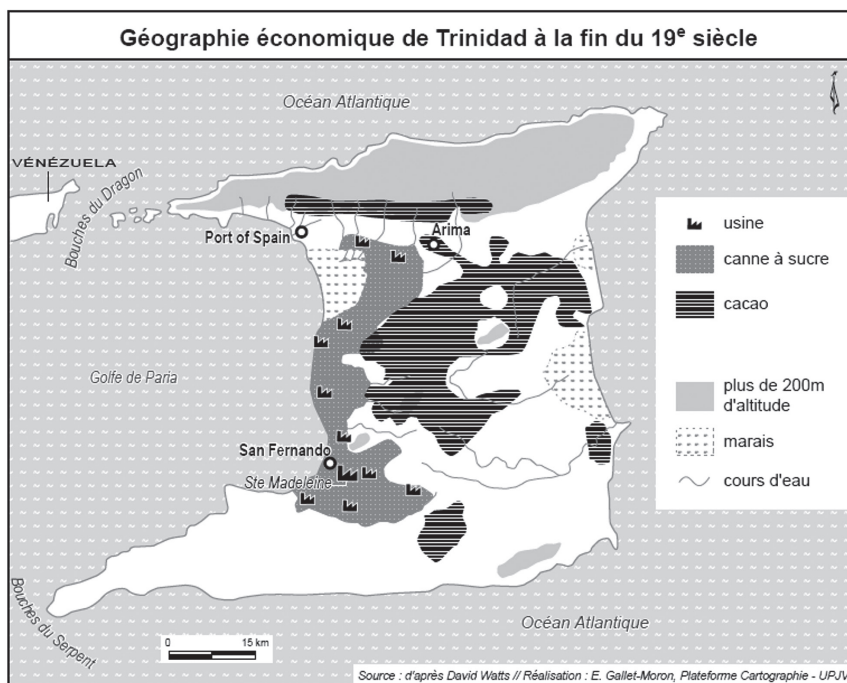 Géographie économique de Trinidad à la fin du 19e siècle
Océan Atlantique
VÉNÉZUELA
Bouches du Dragon
Port of Spain
Arima
usine
canne à sucre
cacao
Golfe de Paria
plus de 200m
d'altitude
marais
San Fernando
Ste Madeleine
cours d'eau
Bouches du Serpent
Océan Atlantique
0 15 km
Source : d'après David Watts // Réalisation : E. Gallet-Moron, Plateforme Cartographie - UPJV